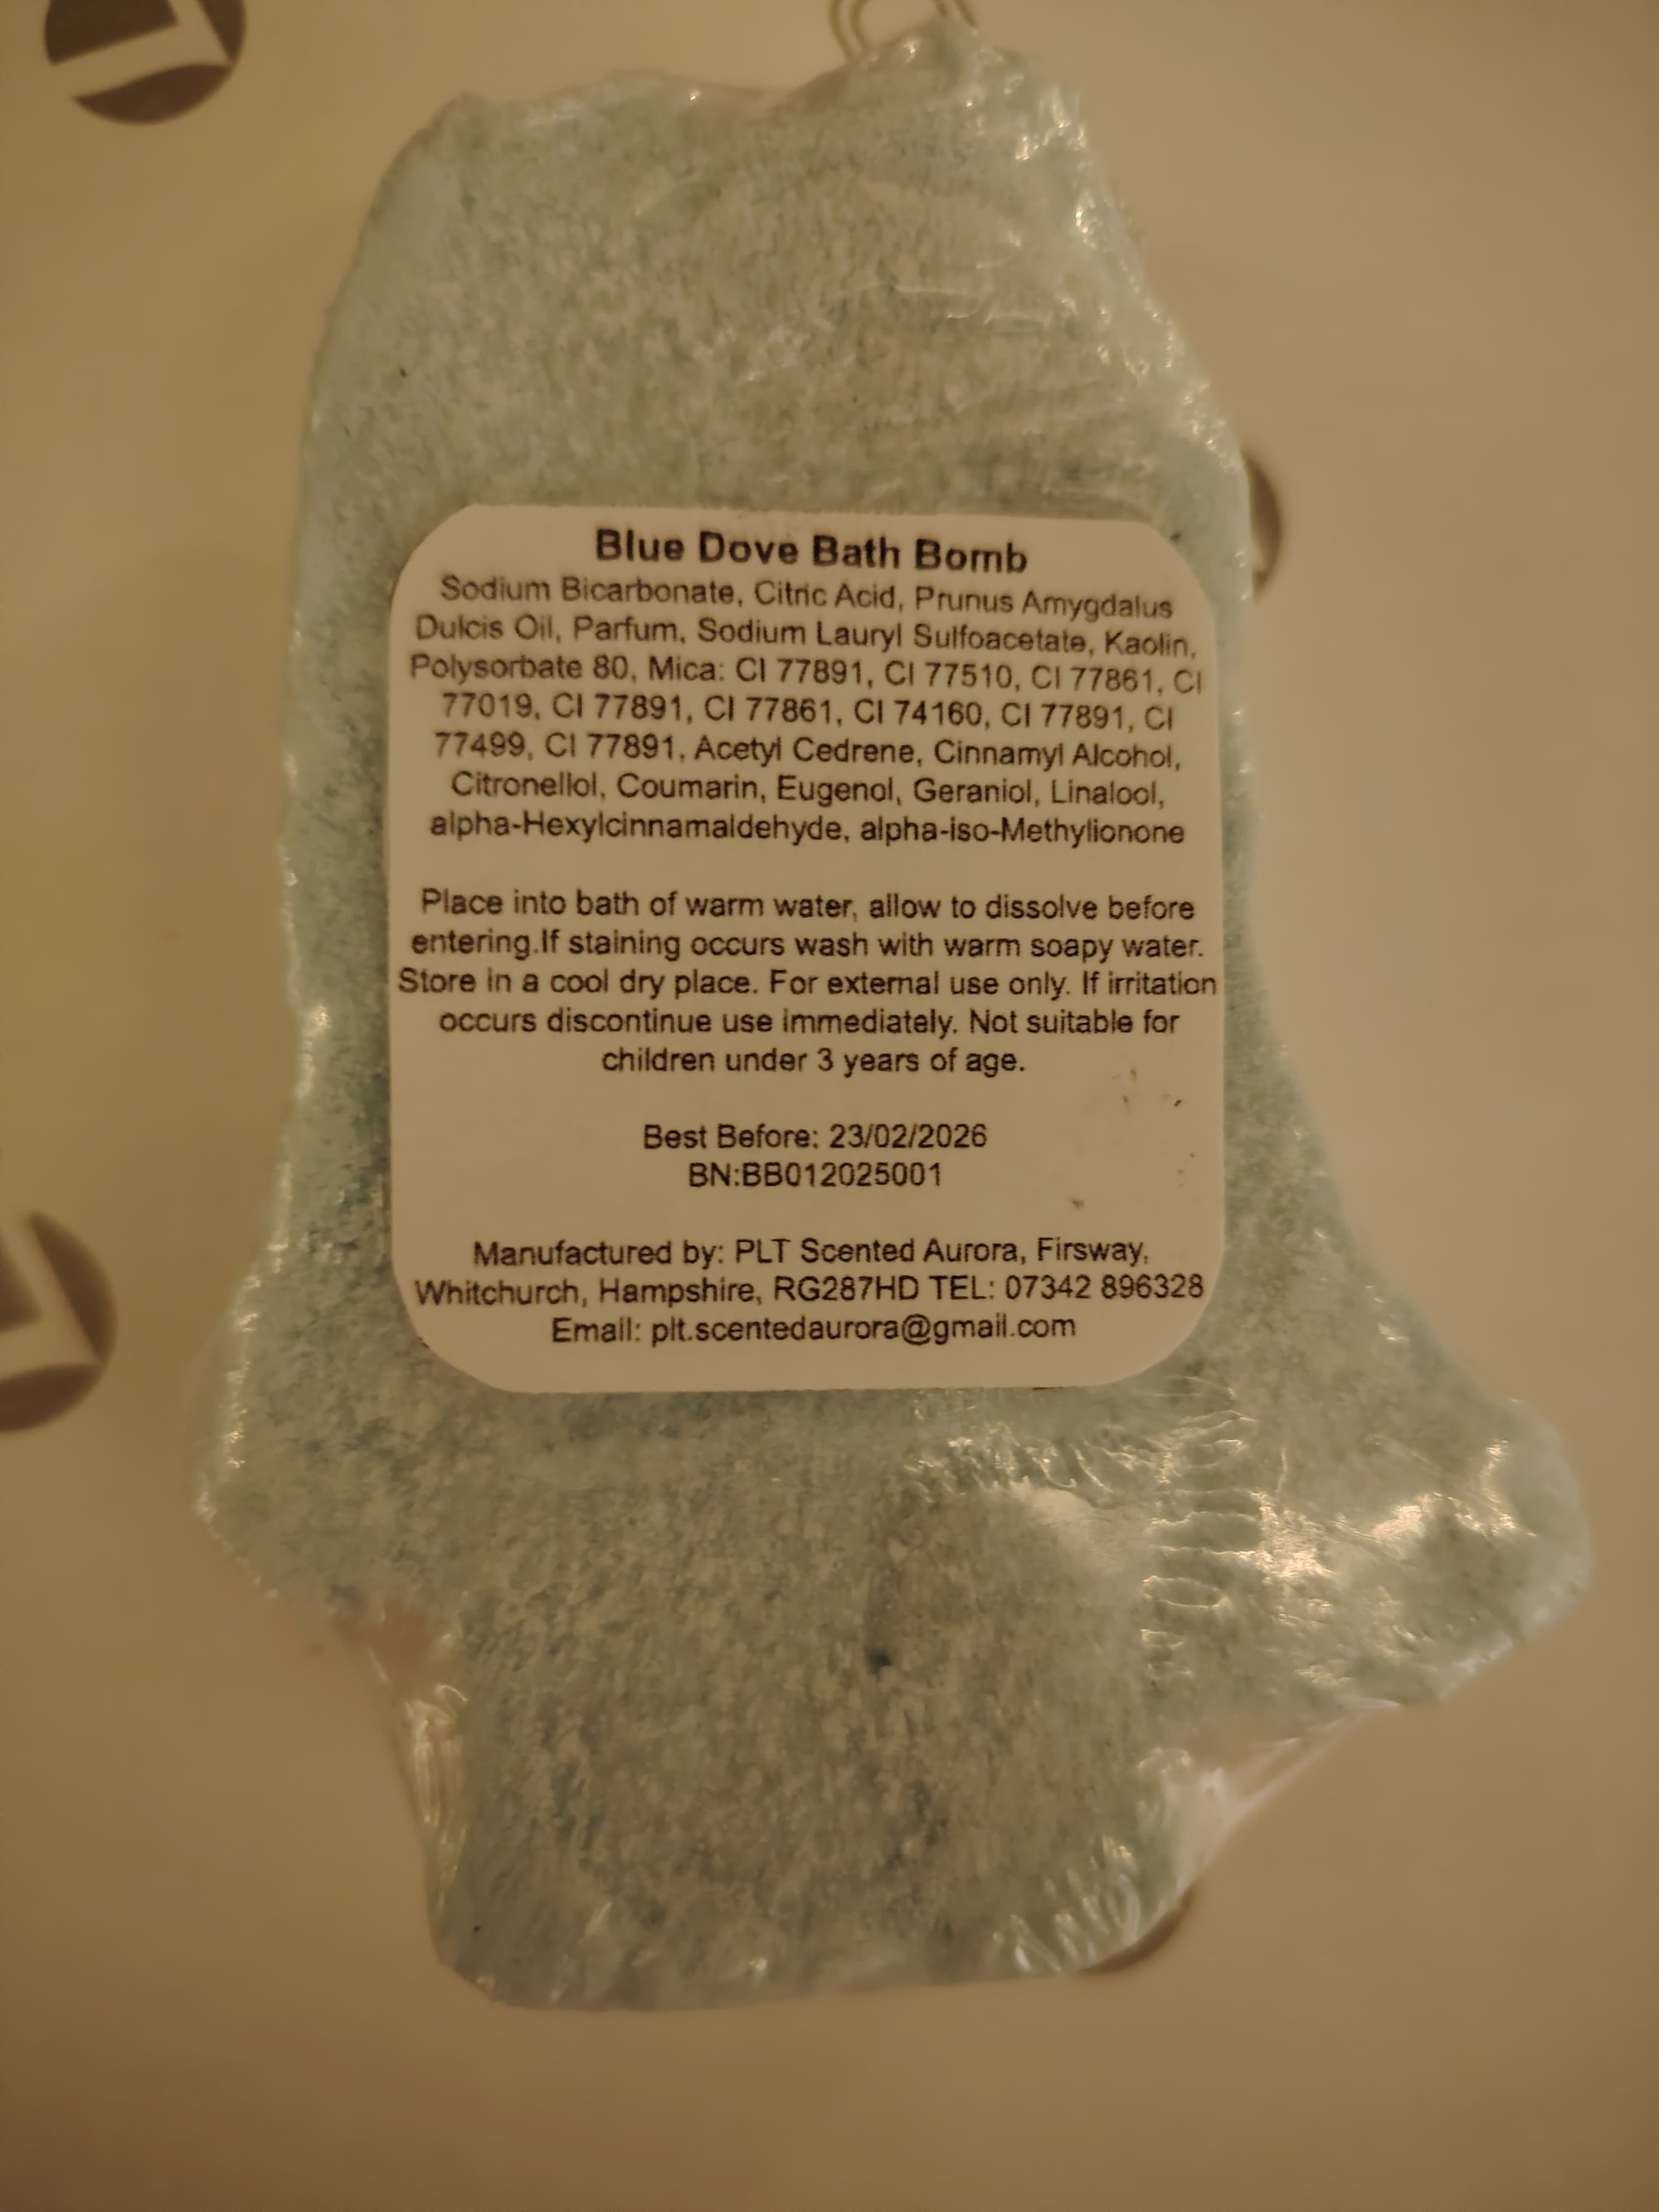 Blue Dove Bath Bomb
Sodium Bicarbonate, Citric Acid, Prunus Amygdalus
Dulcis Oil, Parfum, Sodium Lauryl Sulfoacetate, Kaolin,
Polysorbate 80, Mica: CI 77891, CI 77510, CI 77861, CI
77019, CI 77891, CI 77861, CI 74160, CI 77891, CI
77499, CI 77891, Acetyl Cedrene, Cinnamyl Alcohol,
Citronellol, Coumarin, Eugenol, Geraniol, Linalool,
alpha-Hexylcinnamaldehyde, alpha-iso-Methylionone
Place into bath of warm water, allow to dissolve before
entering.If staining occurs wash with warm soapy water.
Store in a cool dry place. For external use only. If irritation
occurs discontinue use immediately. Not suitable for
children under 3 years of age.
Best Before: 23/02/2026
BN:BB012025001
Manufactured by: PLT Scented Aurora, Firsway,
Whitchurch, Hampshire, RG287HD TEL: 07342 896328
Email: plt.scentedaurora@gmail.com